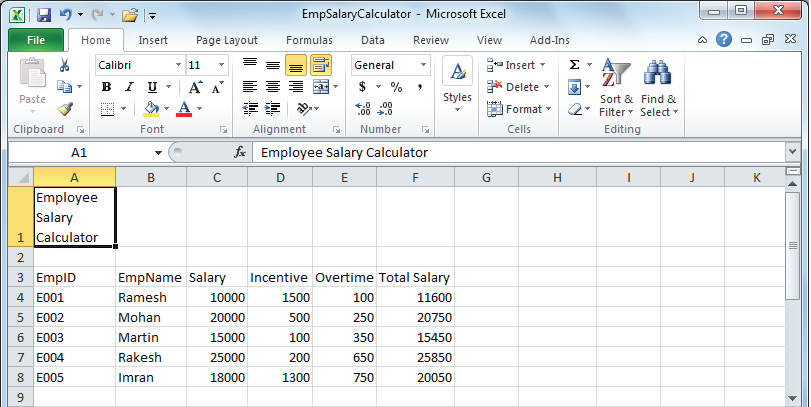 EmpSalaryCalculator - Microsoft Excel
File Home Insert Page Layout Formulas Data Review View Add-Ins
Calibri 11 General Insert Σ
Paste B I U A A $ % , Styles Delete Sort & Filter Find & Select
A .00 .0 Format
Clipboard Font Alignment Number Cells Editing
A1 fx Employee Salary Calculator
A B C D E F G H I J K
Employee
Salary
1 Calculator
2
3 EmpID EmpName Salary Incentive Overtime Total Salary
4 E001 Ramesh 10000 1500 100 11600
5 E002 Mohan 20000 500 250 20750
6 E003 Martin 15000 100 350 15450
7 E004 Rakesh 25000 200 650 25850
8 E005 Imran 18000 1300 750 20050
9